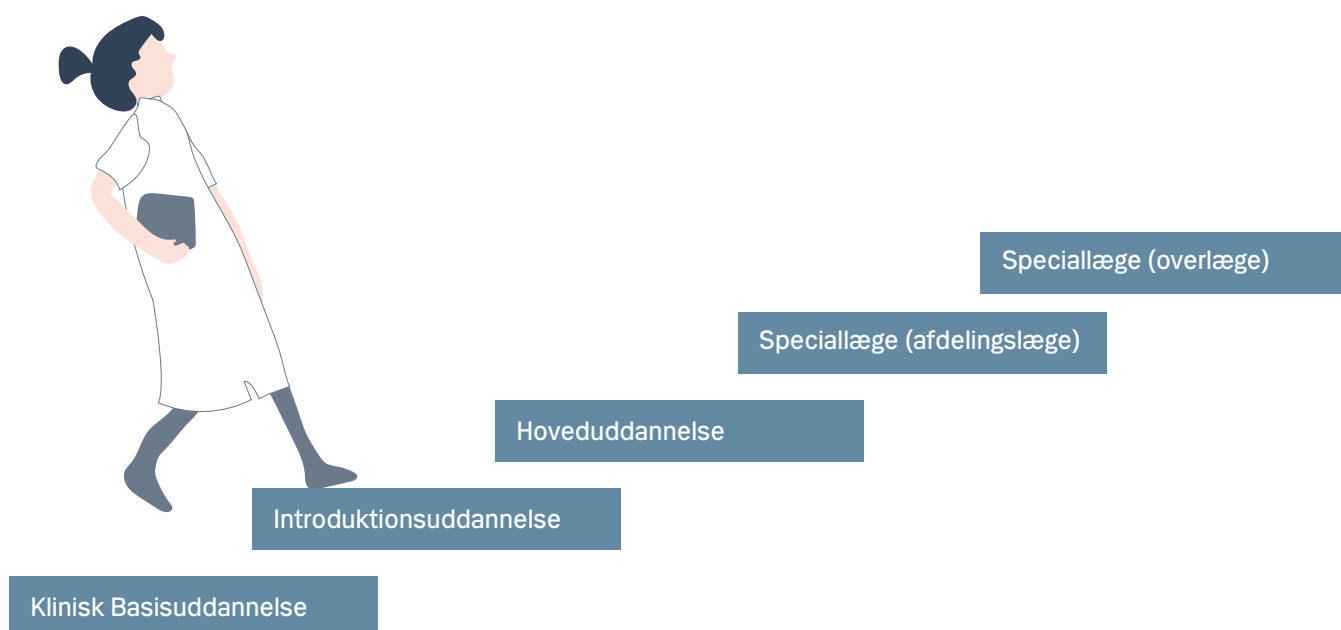 Speciallæge (overlæge)
Speciallæge (afdelingslæge)
Hoveduddannelse
Introduktionsuddannelse
Klinisk Basisuddannelse